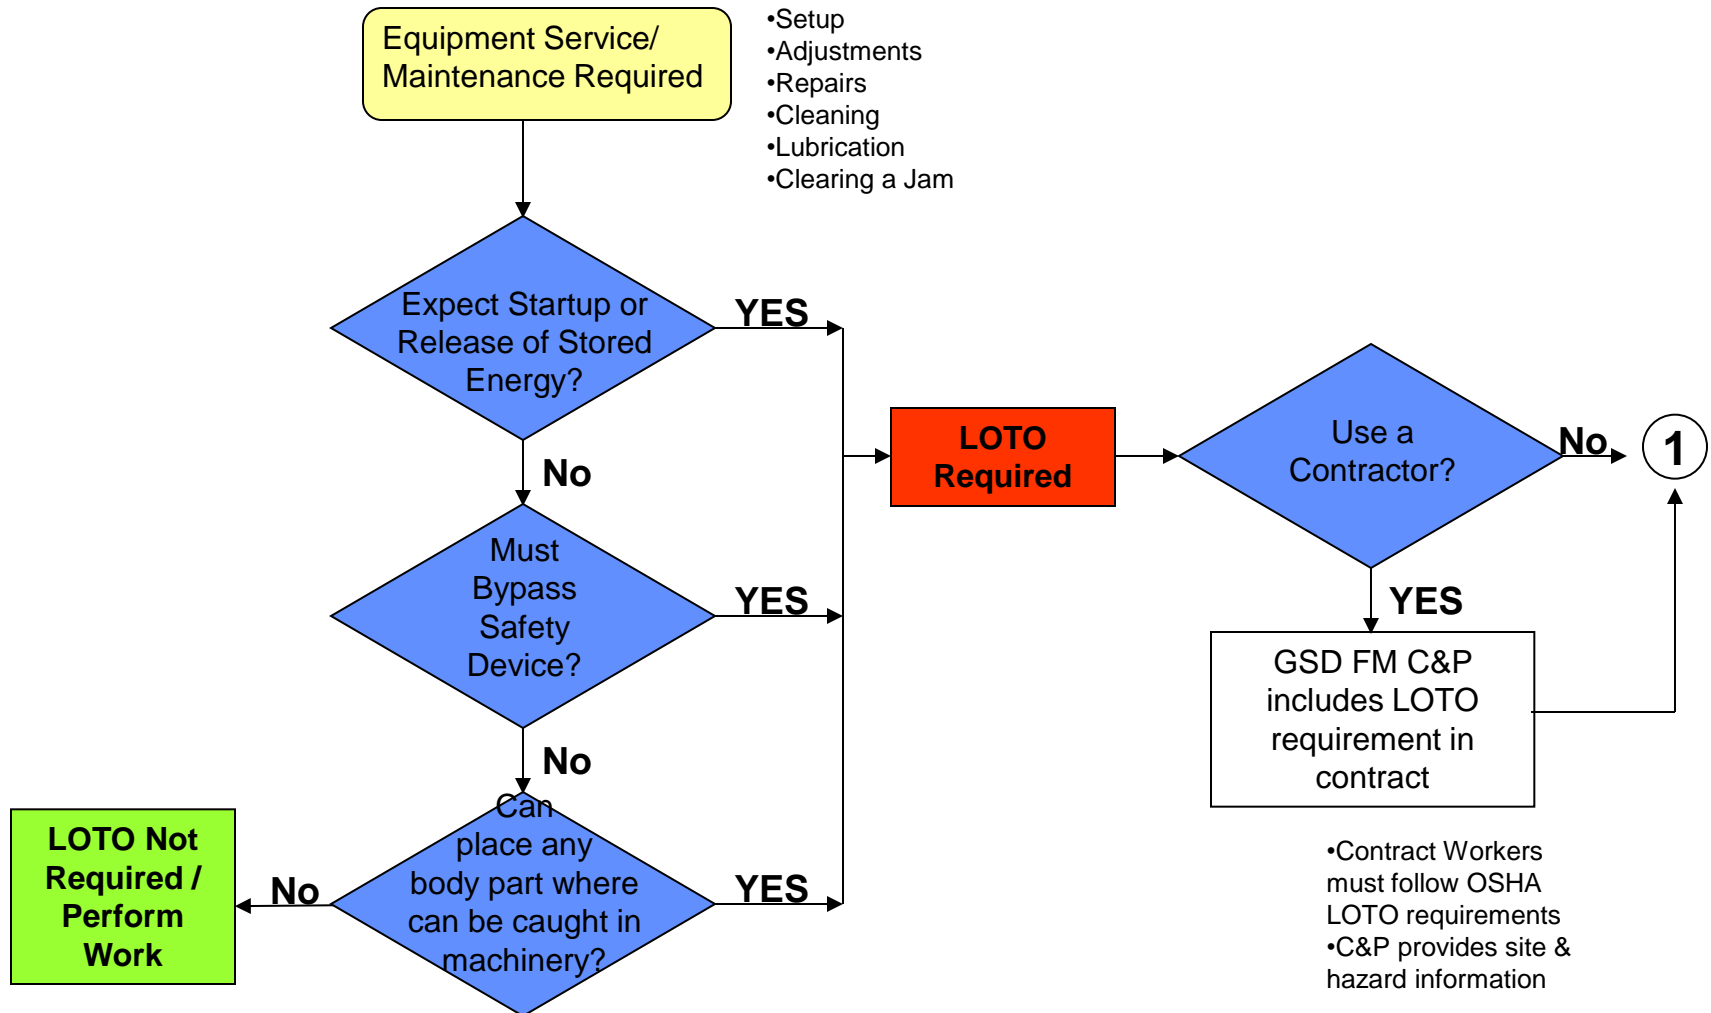 Equipment Service/
Maintenance Required
•Setup
•Adjustments
•Repairs
•Cleaning
•Lubrication
•Clearing a Jam
Expect Startup or
Release of Stored
Energy?
YES
No
Must
Bypass
Safety
Device?
YES
No
Can
place any
body part where
can be caught in
machinery?
YES
No
LOTO Not
Required /
Perform
Work
LOTO
Required
Use a
Contractor?
No
1
YES
GSD FM C&P
includes LOTO
requirement in
contract
•Contract Workers
must follow OSHA
LOTO requirements
•C&P provides site &
hazard information